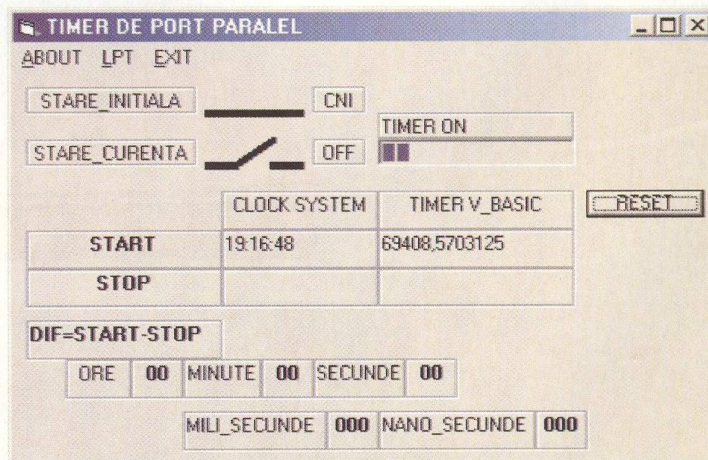 TIMER DE PORT PARALEL
ABOUT LPT EXIT
STARE_INITIALA CNI
TIMER ON
STARE_CURENTA OFF
CLOCK SYSTEM TIMER V_BASIC RESET
START 19:16:48 69408,5703125
STOP
DIF=START-STOP
ORE 00 MINUTE 00 SECUNDE 00
MILI_SECUNDE 000 NANO_SECUNDE 000